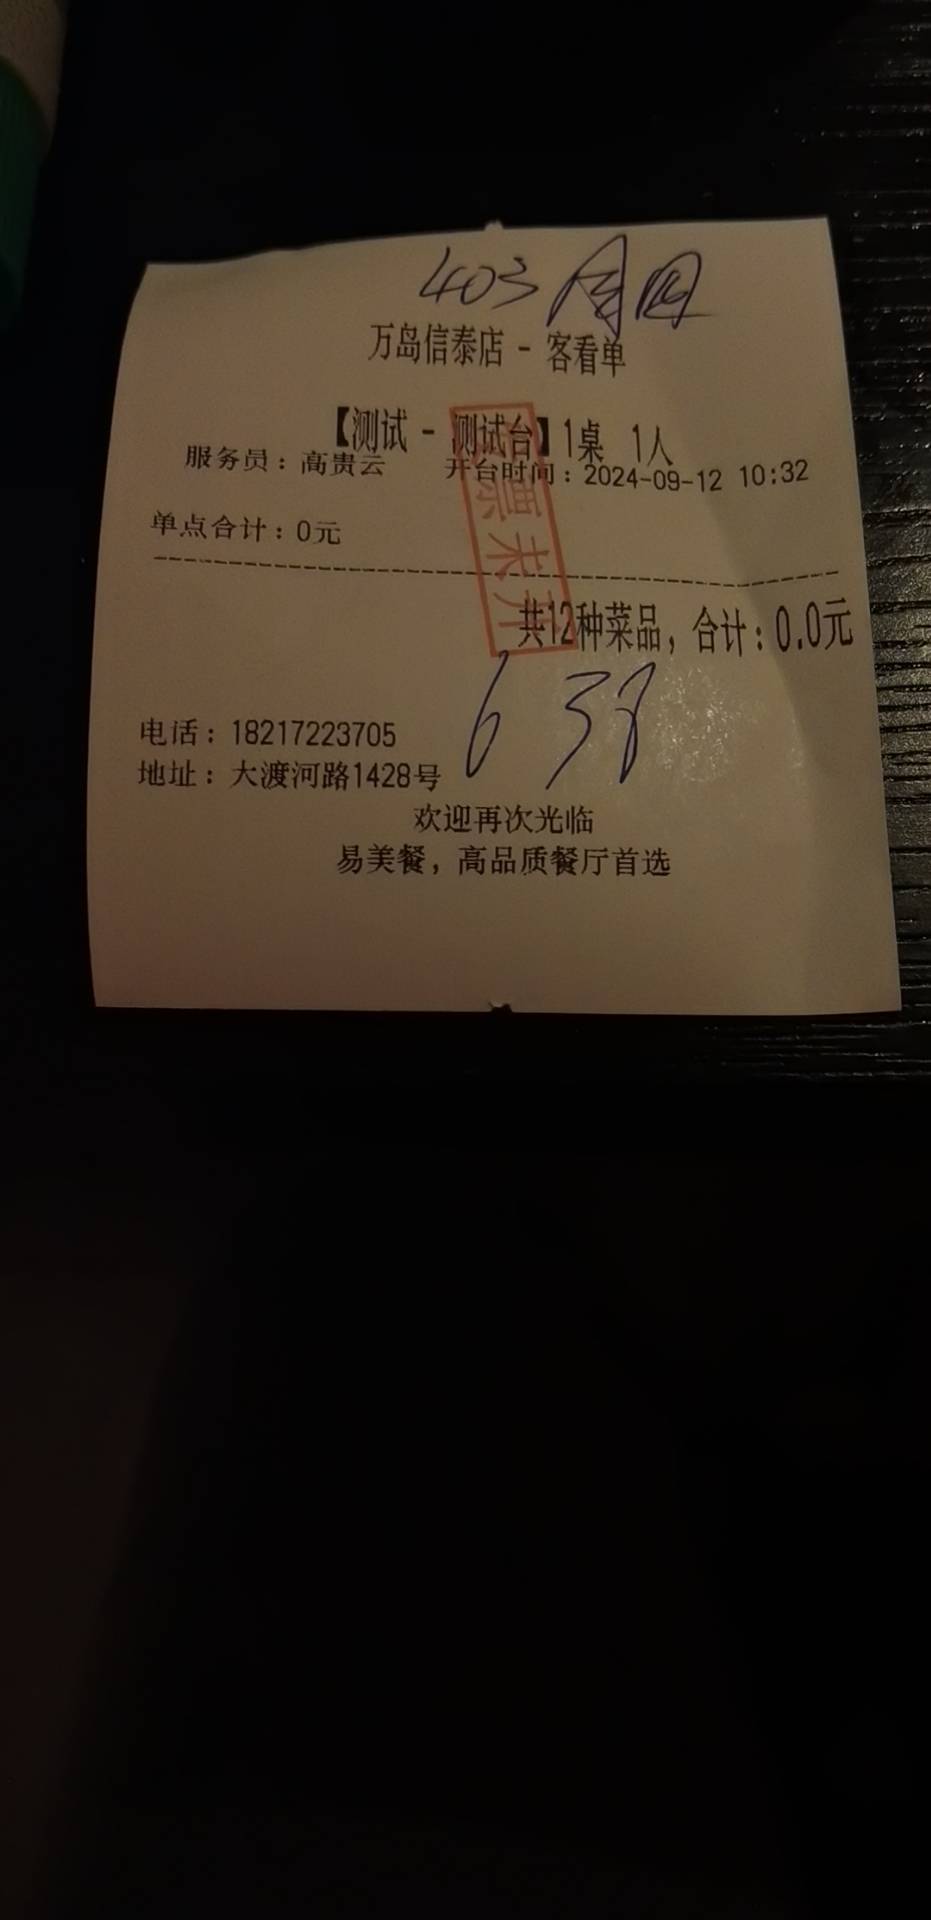 403
万岛信泰店 - 客看单
【测试 - 测试台】1桌 1人
服务员：高贵云 开台时间：2024-09-12 10:32
单点合计：0元
票未开
共12种菜品，合计：0.0元
638
电话：18217223705
地址：大渡河路1428号
欢迎再次光临
易美餐，高品质餐厅首选